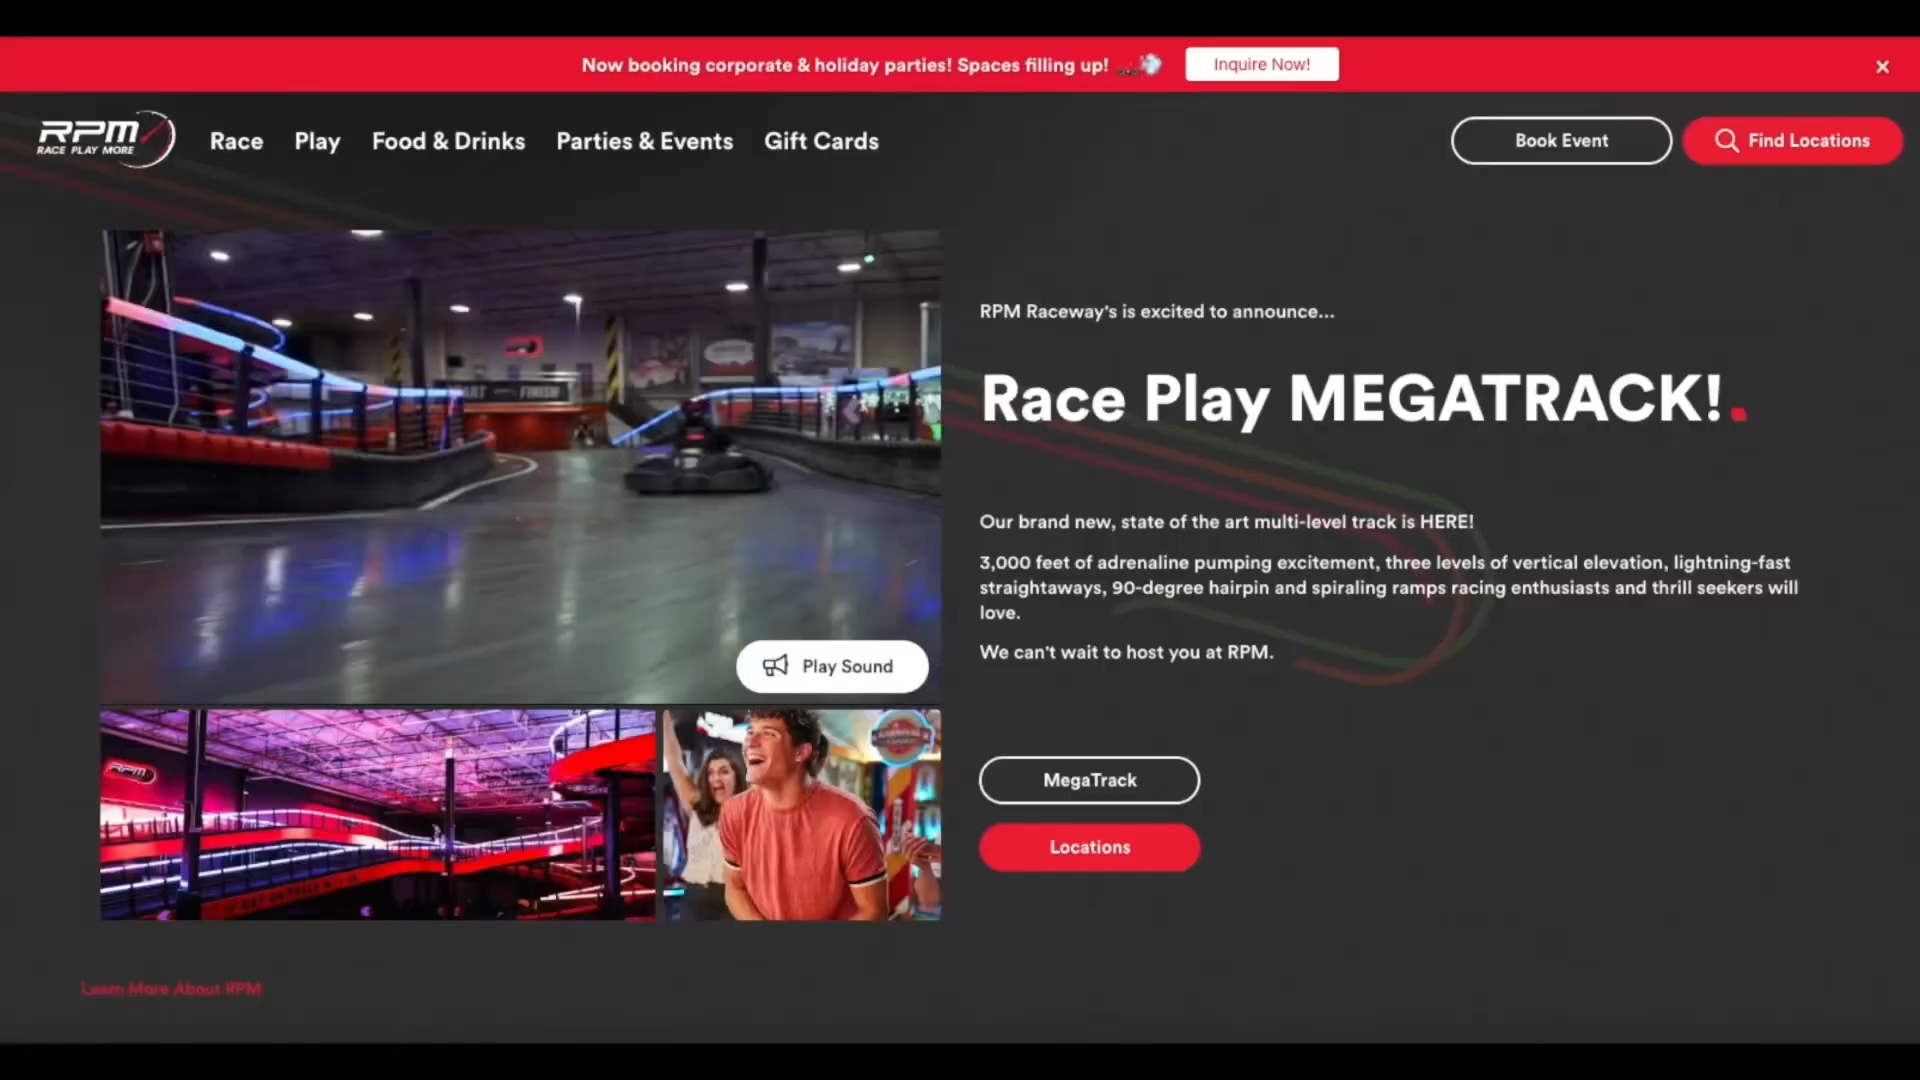 Now booking corporate & holiday parties! Spaces filling up!
Inquire Now!
RPM
RACE PLAY MORE
Race
Play
Food & Drinks
Parties & Events
Gift Cards
Book Event
Find Locations
RPM Raceway's is excited to announce...
Race Play MEGATRACK!.
Our brand new, state of the art multi-level track is HERE!
3,000 feet of adrenaline pumping excitement, three levels of vertical elevation, lightning-fast
straightaways, 90-degree hairpin and spiraling ramps racing enthusiasts and thrill seekers will
love.
We can't wait to host you at RPM.
FINISH
Play Sound
RPM
MegaTrack
Locations
Learn More About RPM